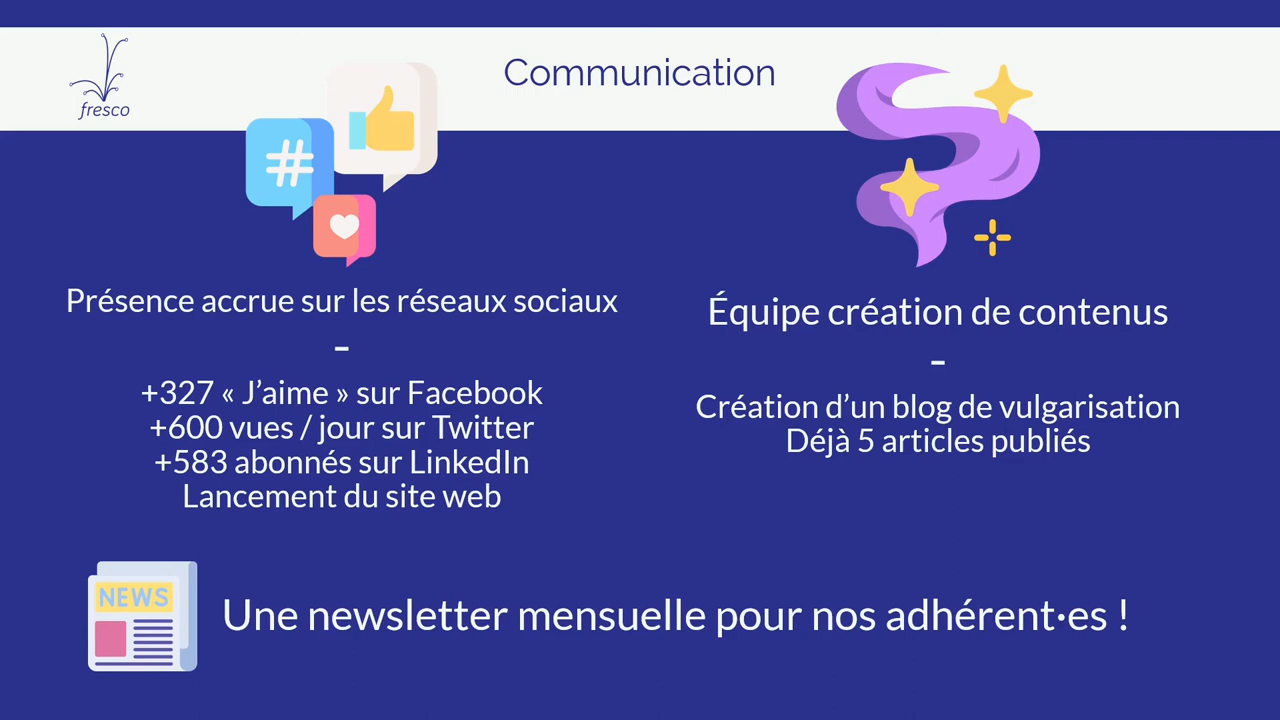 fresco
Communication
#
Présence accrue sur les réseaux sociaux
-
+327 « J’aime » sur Facebook
+600 vues / jour sur Twitter
+583 abonnés sur LinkedIn
Lancement du site web
Équipe création de contenus
-
Création d’un blog de vulgarisation
Déjà 5 articles publiés
NEWS
Une newsletter mensuelle pour nos adhérent·es !